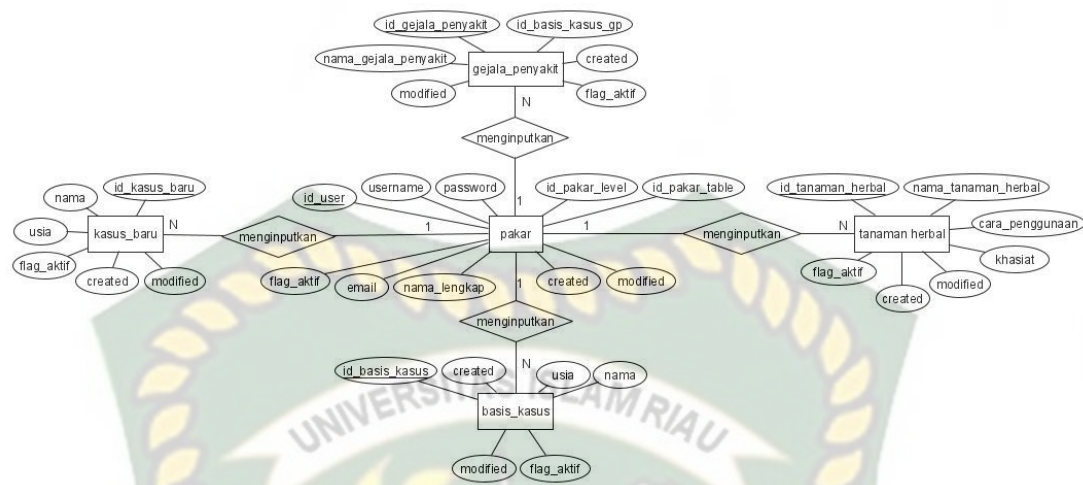 id_gejala_penyakit
id_basis_kasus_gp
nama_gejala_penyakit
gejala_penyakit
created
modified
flag_aktif
N
menginputkan
1
nama
id_kasus_baru
usia
kasus_baru
flag_aktif
created
modified
N
menginputkan
1
id_user
username
password
id_pakar_level
id_pakar_table
pakar
flag_aktif
email
nama_lengkap
created
modified
1
menginputkan
N
id_tanaman_herbal
nama_tanaman_herbal
tanaman herbal
cara_penggunaan
khasiat
flag_aktif
created
modified
1
menginputkan
N
id_basis_kasus
created
usia
nama
basis_kasus
modified
flag_aktif
UNIVERSITAS ISLAM RIAU